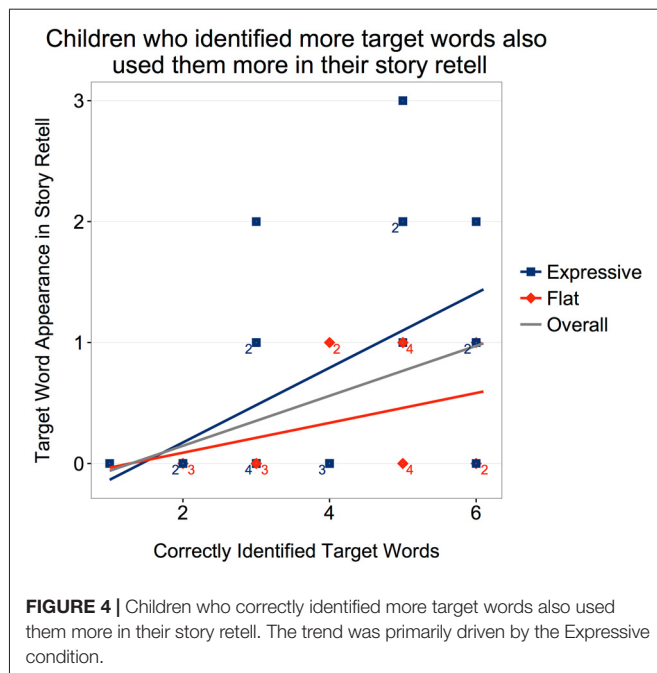 Children who identified more target words also
used them more in their story retell
Target Word Appearance in Story Retell
3
2
1
0
2
2
2
4
2
2
3
4
3
3
4
2
2
4
6
Correctly Identified Target Words
Expressive
Flat
Overall
FIGURE 4 | Children who correctly identified more target words also used
them more in their story retell. The trend was primarily driven by the Expressive
condition.